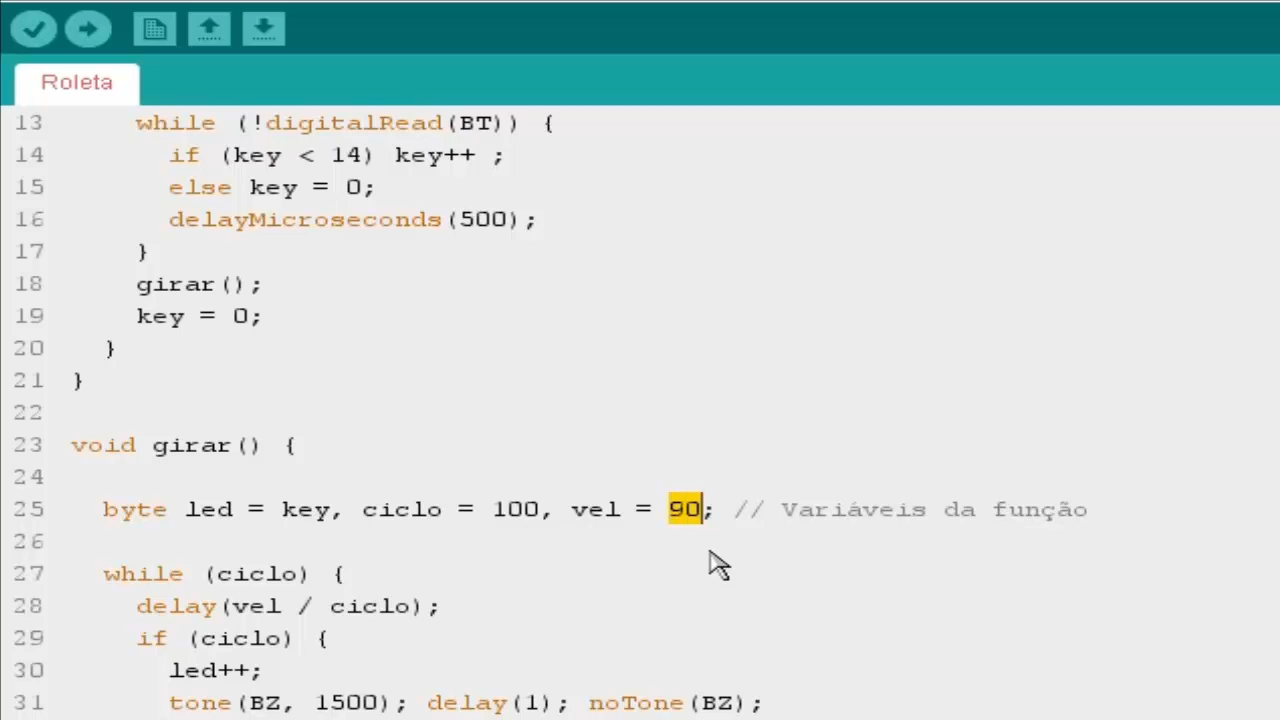 Roleta
13 while (!digitalRead(BT)) {
14 if (key < 14) key++ ;
15 else key = 0;
16 delayMicroseconds(500);
17 }
18 girar();
19 key = 0;
20 }
21 }
22
23 void girar() {
24
25 byte led = key, ciclo = 100, vel = 90; // Variáveis da função
26
27 while (ciclo) {
28 delay(vel / ciclo);
29 if (ciclo) {
30 led++;
31 tone(BZ, 1500); delay(1); noTone(BZ);